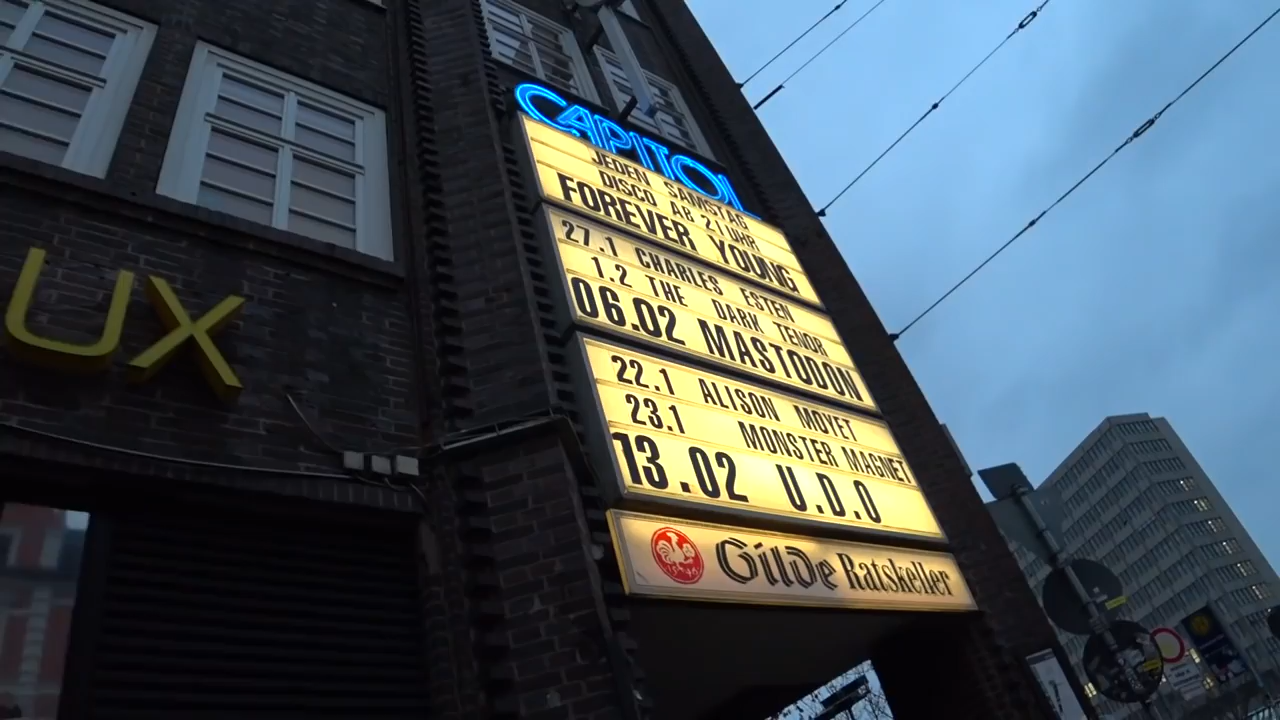 CAPITOL
JEDEN SAMSTAG
DISCO AB 21 UHR
FOREVER YOUNG
27.1 CHARLES ESTEN
1.2 THE DARK TENOR
06.02 MASTODON
22.1 ALISON MOYET
23.1 MONSTER MAGNET
13.02 U.D.O
1546
Gilde Ratskeller
UX